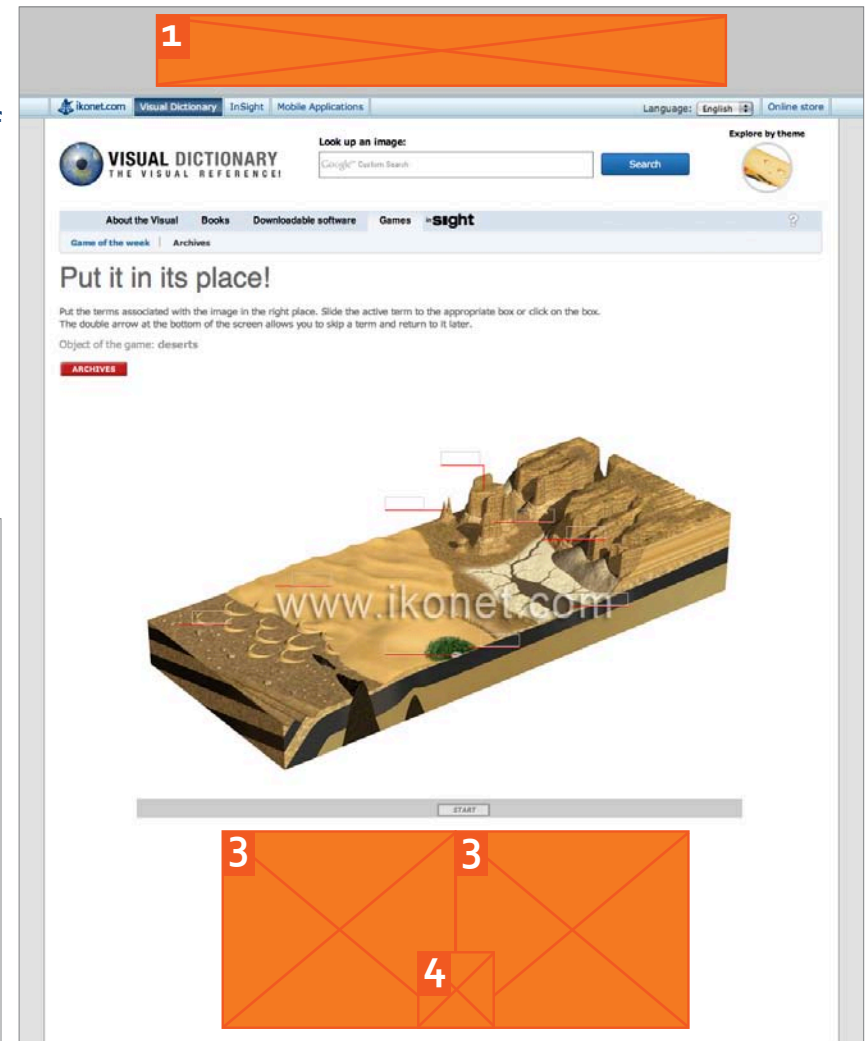 1
ikonet.com Visual Dictionary InSight Mobile Applications Language: English Online store
VISUAL DICTIONARY
THE VISUAL REFERENCE!
Look up an image:
Google™ Custom Search
Search
Explore by theme
About the Visual Books Downloadable software Games inSight ?
Game of the week Archives
Put it in its place!
Put the terms associated with the image in the right place. Slide the active term to the appropriate box or click on the box.
The double arrow at the bottom of the screen allows you to skip a term and return to it later.
Object of the game: deserts
ARCHIVES
www.ikonet.com
START
3 3
4